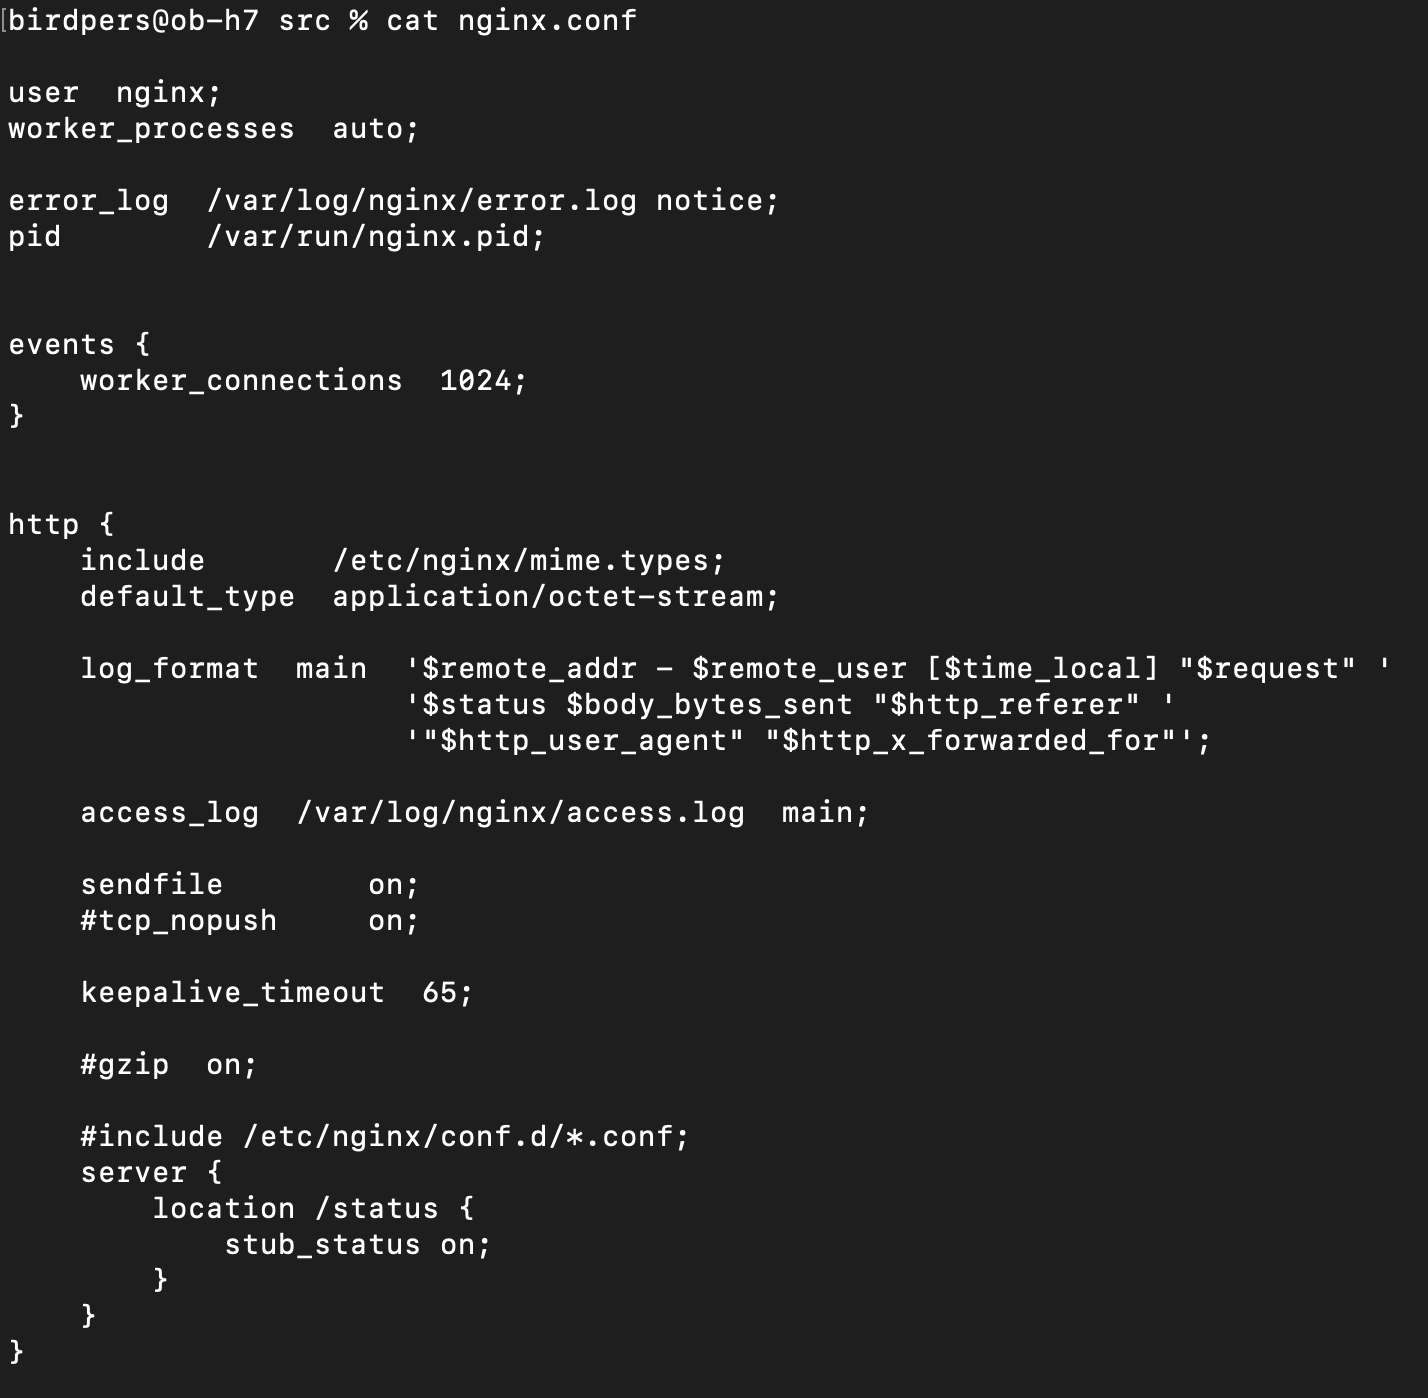 birdpers@ob-h7 src % cat nginx.conf
user  nginx;
worker_processes  auto;
error_log  /var/log/nginx/error.log notice;
pid        /var/run/nginx.pid;
events {
    worker_connections  1024;
}
http {
    include       /etc/nginx/mime.types;
    default_type  application/octet-stream;
    log_format  main  '$remote_addr - $remote_user [$time_local] "$request" '
                      '$status $body_bytes_sent "$http_referer" '
                      '"$http_user_agent" "$http_x_forwarded_for"';
    access_log  /var/log/nginx/access.log  main;
    sendfile        on;
    #tcp_nopush     on;
    keepalive_timeout  65;
    #gzip  on;
    #include /etc/nginx/conf.d/*.conf;
    server {
        location /status {
            stub_status on;
        }
    }
}